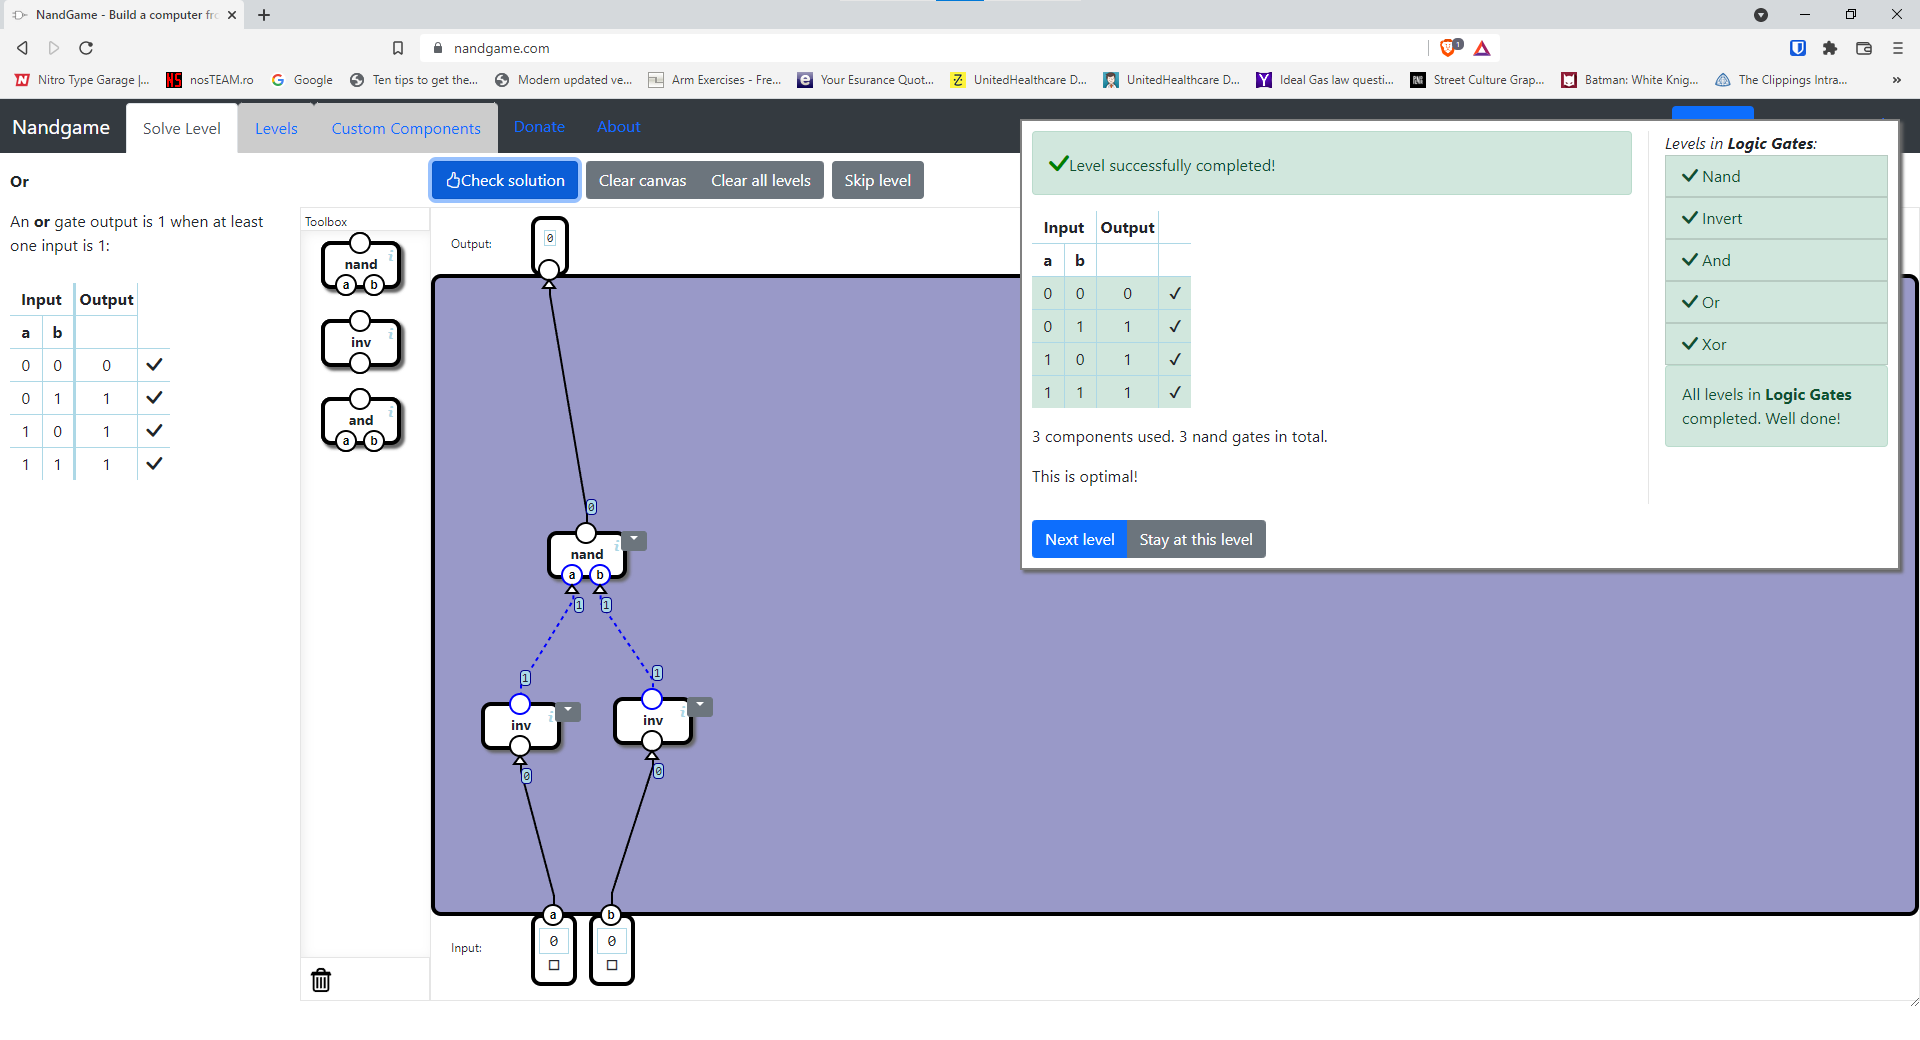 NandGame - Build a computer fr
nandgame.com
1
Nitro Type Garage |...
nosTEAM.ro
Google
Ten tips to get the...
Modern updated ve...
Arm Exercises - Fre...
Your Esurance Quot...
UnitedHealthcare D...
UnitedHealthcare D...
Ideal Gas law questi...
Street Culture Grap...
Batman: White Knig...
The Clippings Intra...
»
Nandgame
Solve Level
Levels
Custom Components
Donate
About
Or
An or gate output is 1 when at least
one input is 1:
Input Output
a b
0 0 0
0 1 1
1 0 1
1 1 1
Check solution
Clear canvas
Clear all levels
Skip level
Toolbox
nand
a b
inv
and
a b
Output:
0
0
nand
a b
1 1
1 1
inv inv
0 0
a b
Input:
0 0
Level successfully completed!
Input Output
a b
0 0 0
0 1 1
1 0 1
1 1 1
3 components used. 3 nand gates in total.
This is optimal!
Next level
Stay at this level
Levels in Logic Gates:
Nand
Invert
And
Or
Xor
All levels in Logic Gates
completed. Well done!